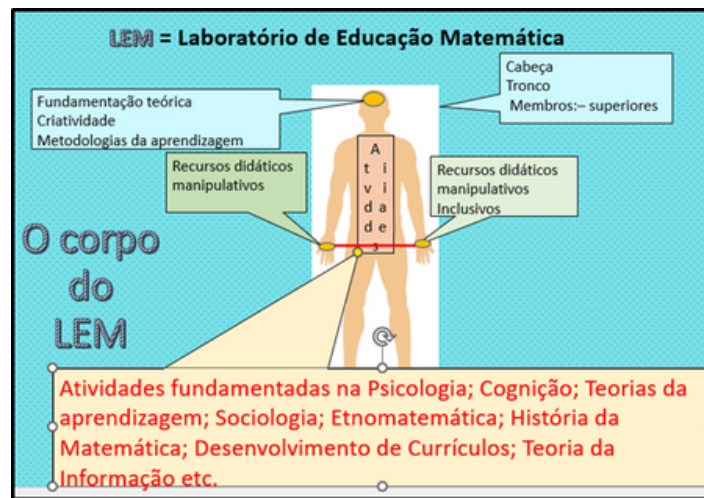 LEM = Laboratório de Educação Matemática
Fundamentação teórica
Criatividade
Metodologias da aprendizagem
Cabeça
Tronco
Membros:– superiores
Recursos didáticos
manipulativos
Atividades
Recursos didáticos
manipulativos
Inclusivos
O corpo
do
LEM
Atividades fundamentadas na Psicologia; Cognição; Teorias da
aprendizagem; Sociologia; Etnomatemática; História da
Matemática; Desenvolvimento de Currículos; Teoria da
Informação etc.